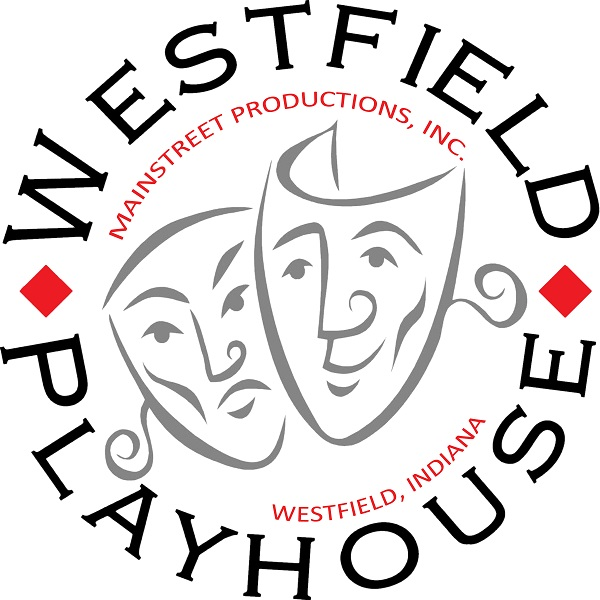 WESTFIELD
MAINSTREET PRODUCTIONS, INC.
WESTFIELD, INDIANA
PLAYHOUSE